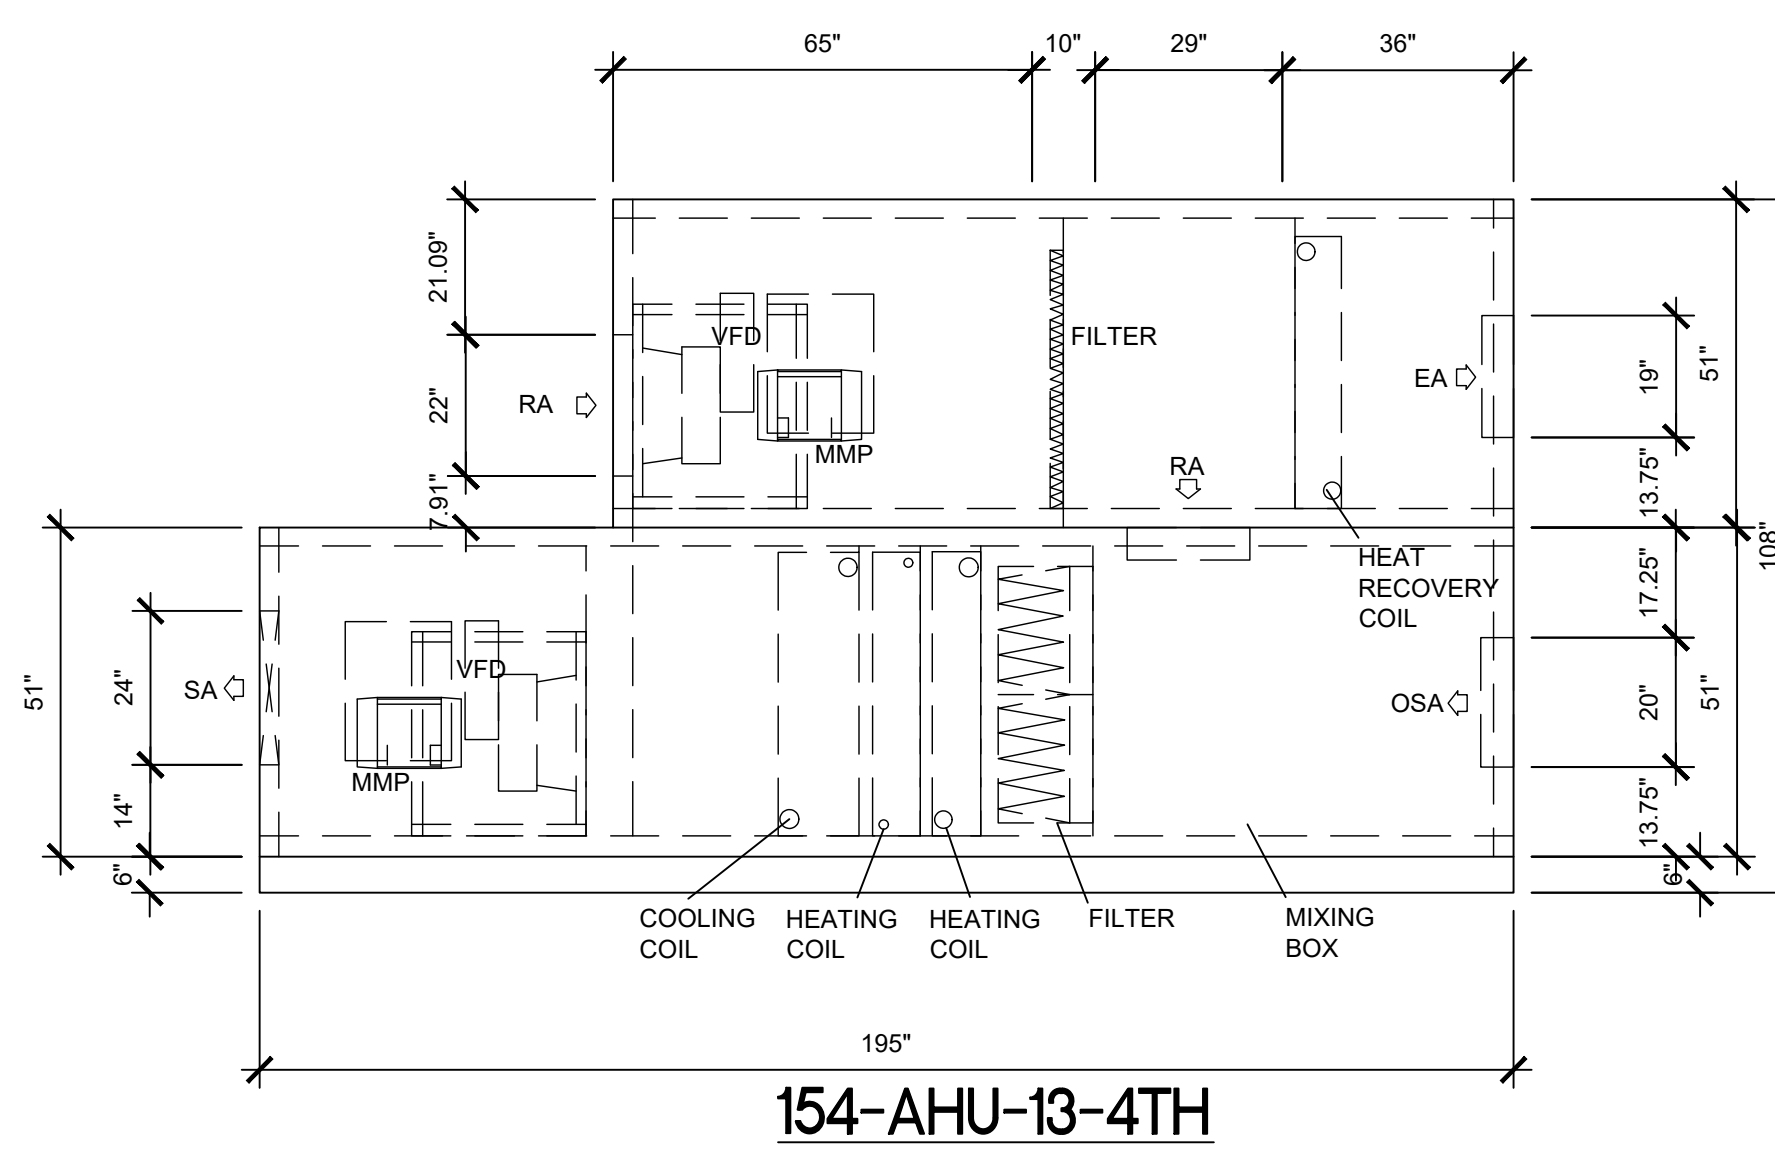 65"
10"
29"
36"
21.09"
22"
7.91"
RA
VFD
MMP
FILTER
RA
EA
19"
51"
13.75"
108"
HEAT
RECOVERY
COIL
17.25"
20"
51"
13.75"
6"
OSA
51"
24"
14"
6"
SA
VFD
MMP
COOLING
COIL
HEATING
COIL
HEATING
COIL
FILTER
MIXING
BOX
195"
154-AHU-13-4TH